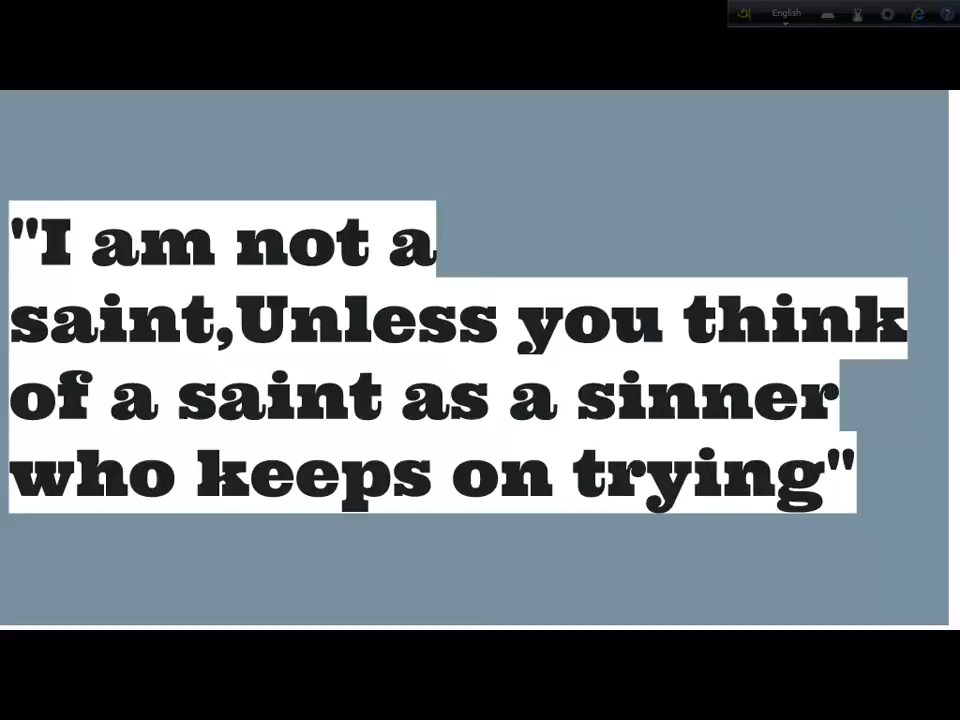 English
"I am not a
saint,Unless you think
of a saint as a sinner
who keeps on trying"